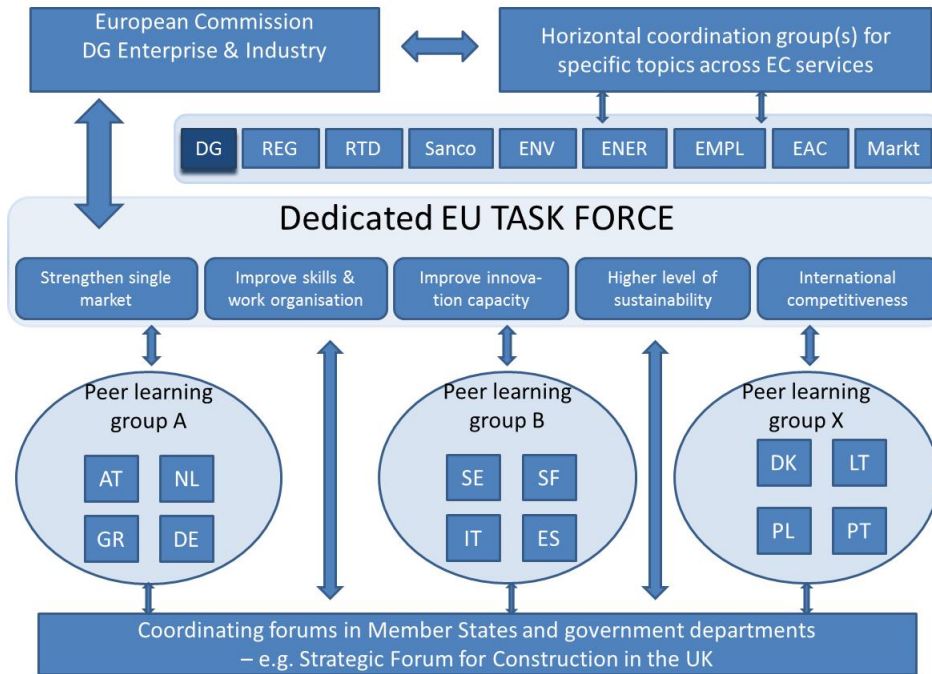 European Commission
DG Enterprise & Industry
Horizontal coordination group(s) for
specific topics across EC services
DG REG RTD Sanco ENV ENER EMPL EAC Markt
Dedicated EU TASK FORCE
Strengthen single
market
Improve skills &
work organisation
Improve innova-
tion capacity
Higher level of
sustainability
International
competitiveness
Peer learning
group A
AT NL
GR DE
Peer learning
group B
SE SF
IT ES
Peer learning
group X
DK LT
PL PT
Coordinating forums in Member States and government departments
– e.g. Strategic Forum for Construction in the UK